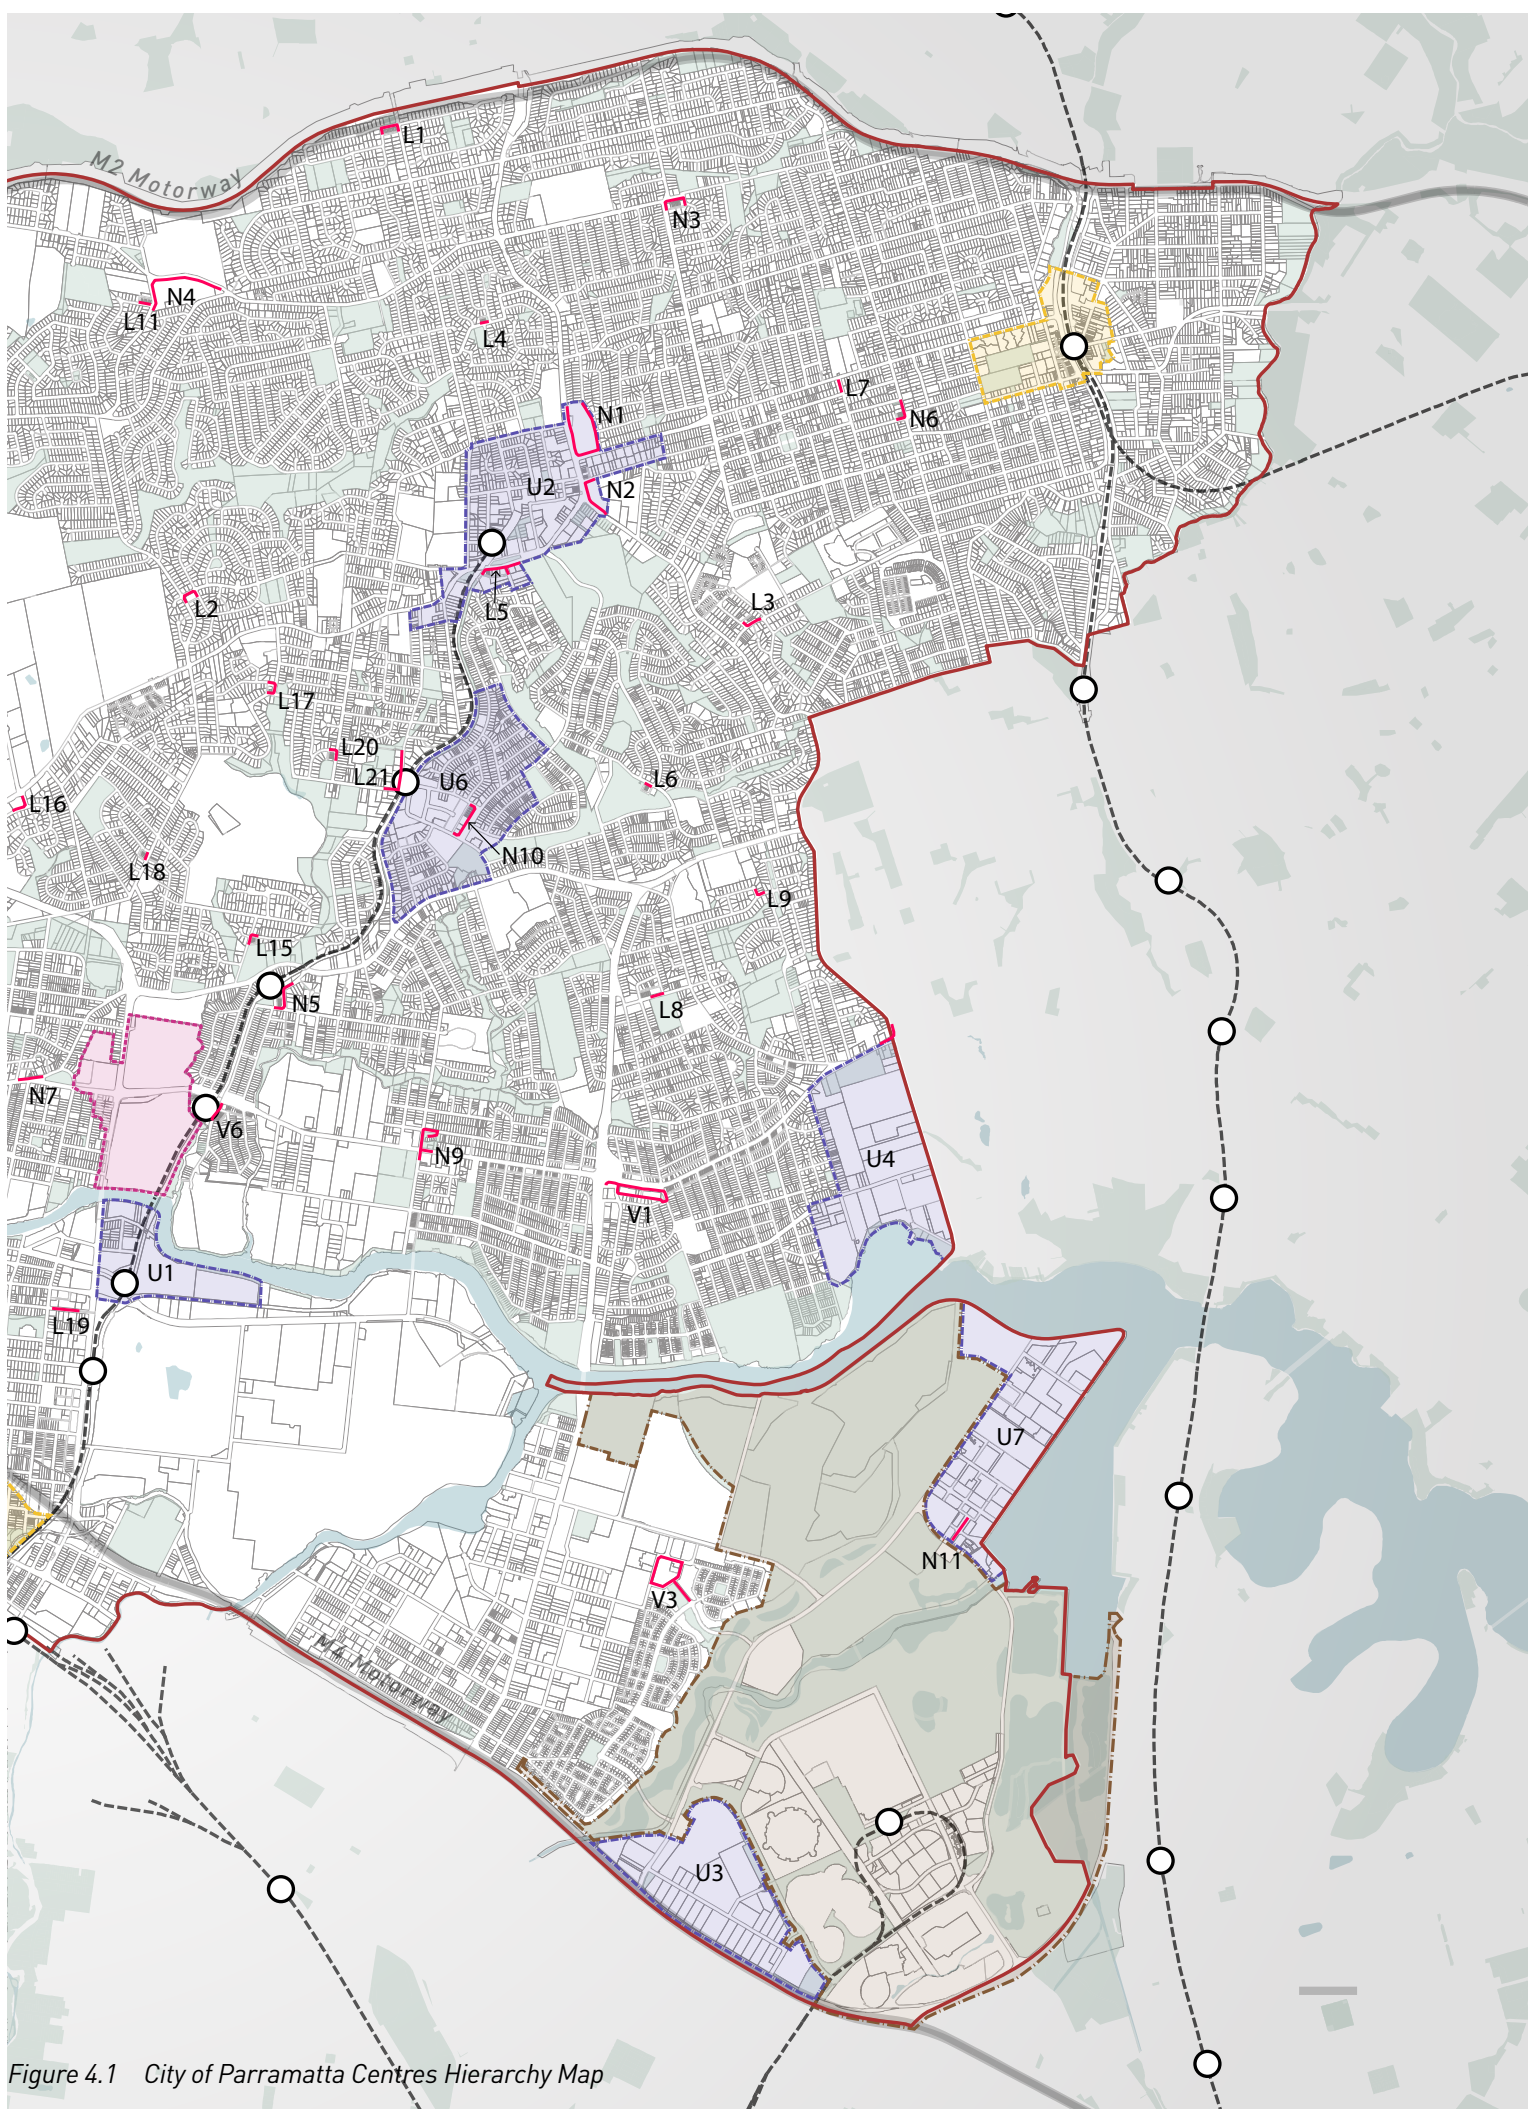 L1
M2 Motorway
N3
N4
L11
L4
L7
N6
N1
U2
N2
L2
L5
L3
L17
L20
L21
U6
L6
L16
N10
L18
L9
L15
N5
L8
N7
V6
N9
U4
V1
U1
L19
U7
N11
V3
M4 Motorway
U3
Figure 4.1 City of Parramatta Centres Hierarchy Map